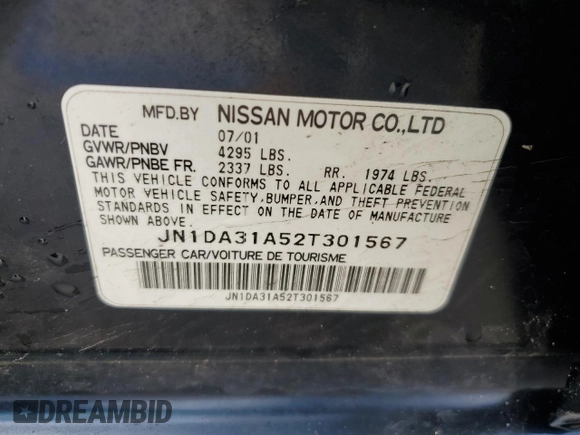 MFD.BY NISSAN MOTOR CO.,LTD
DATE 07/01
GVWR/PNBV 4295 LBS.
GAWR/PNBE FR. 2337 LBS. RR. 1974 LBS.
THIS VEHICLE CONFORMS TO ALL APPLICABLE FEDERAL
MOTOR VEHICLE SAFETY,BUMPER,AND THEFT PREVENTION
STANDARDS IN EFFECT ON THE DATE OF MANUFACTURE
SHOWN ABOVE.
JN1DA31A52T301567
PASSENGER CAR/VOITURE DE TOURISME
JN1DA31A52T301567
DREAMBID